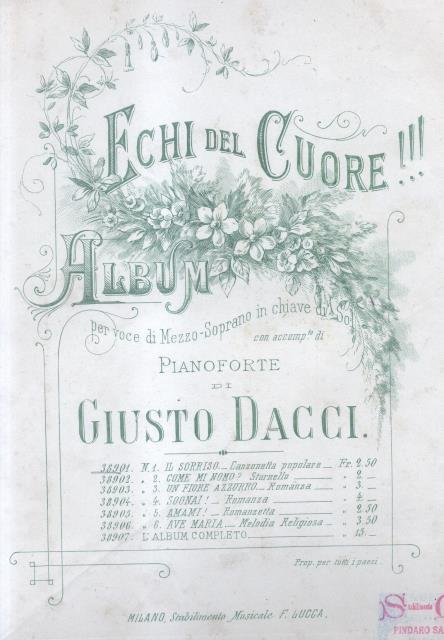 ECHI DEL CUORE!!!
ALBUM
per voce di Mezzo-Soprano in chiave di Sol
con accomp.to di
PIANOFORTE
DI
GIUSTO DACCI.
38901. N. 1. IL SORRISO... Canzonetta popolare _ Fr. 2.50
38902. „ 2. COME MI NOMO? Stornello „ 2. _
38903. „ 3. UN FIORE AZZURRO... Romanza _ „ 3. _
38904. „ 4. SOGNAI! _ Romanza _ „ 4. _
38905. „ 5. AMAMI! _ Romanzetta _ „ 2.50
38906. „ 6. AVE MARIA... Melodia Religiosa _ „ 3.50
38907. L'ALBUM COMPLETO _ „ 15. _
Prop. per tutti i paesi.
MILANO, Stabilimento Musicale F. LUCCA.
Stabilimento
PINDARO SA